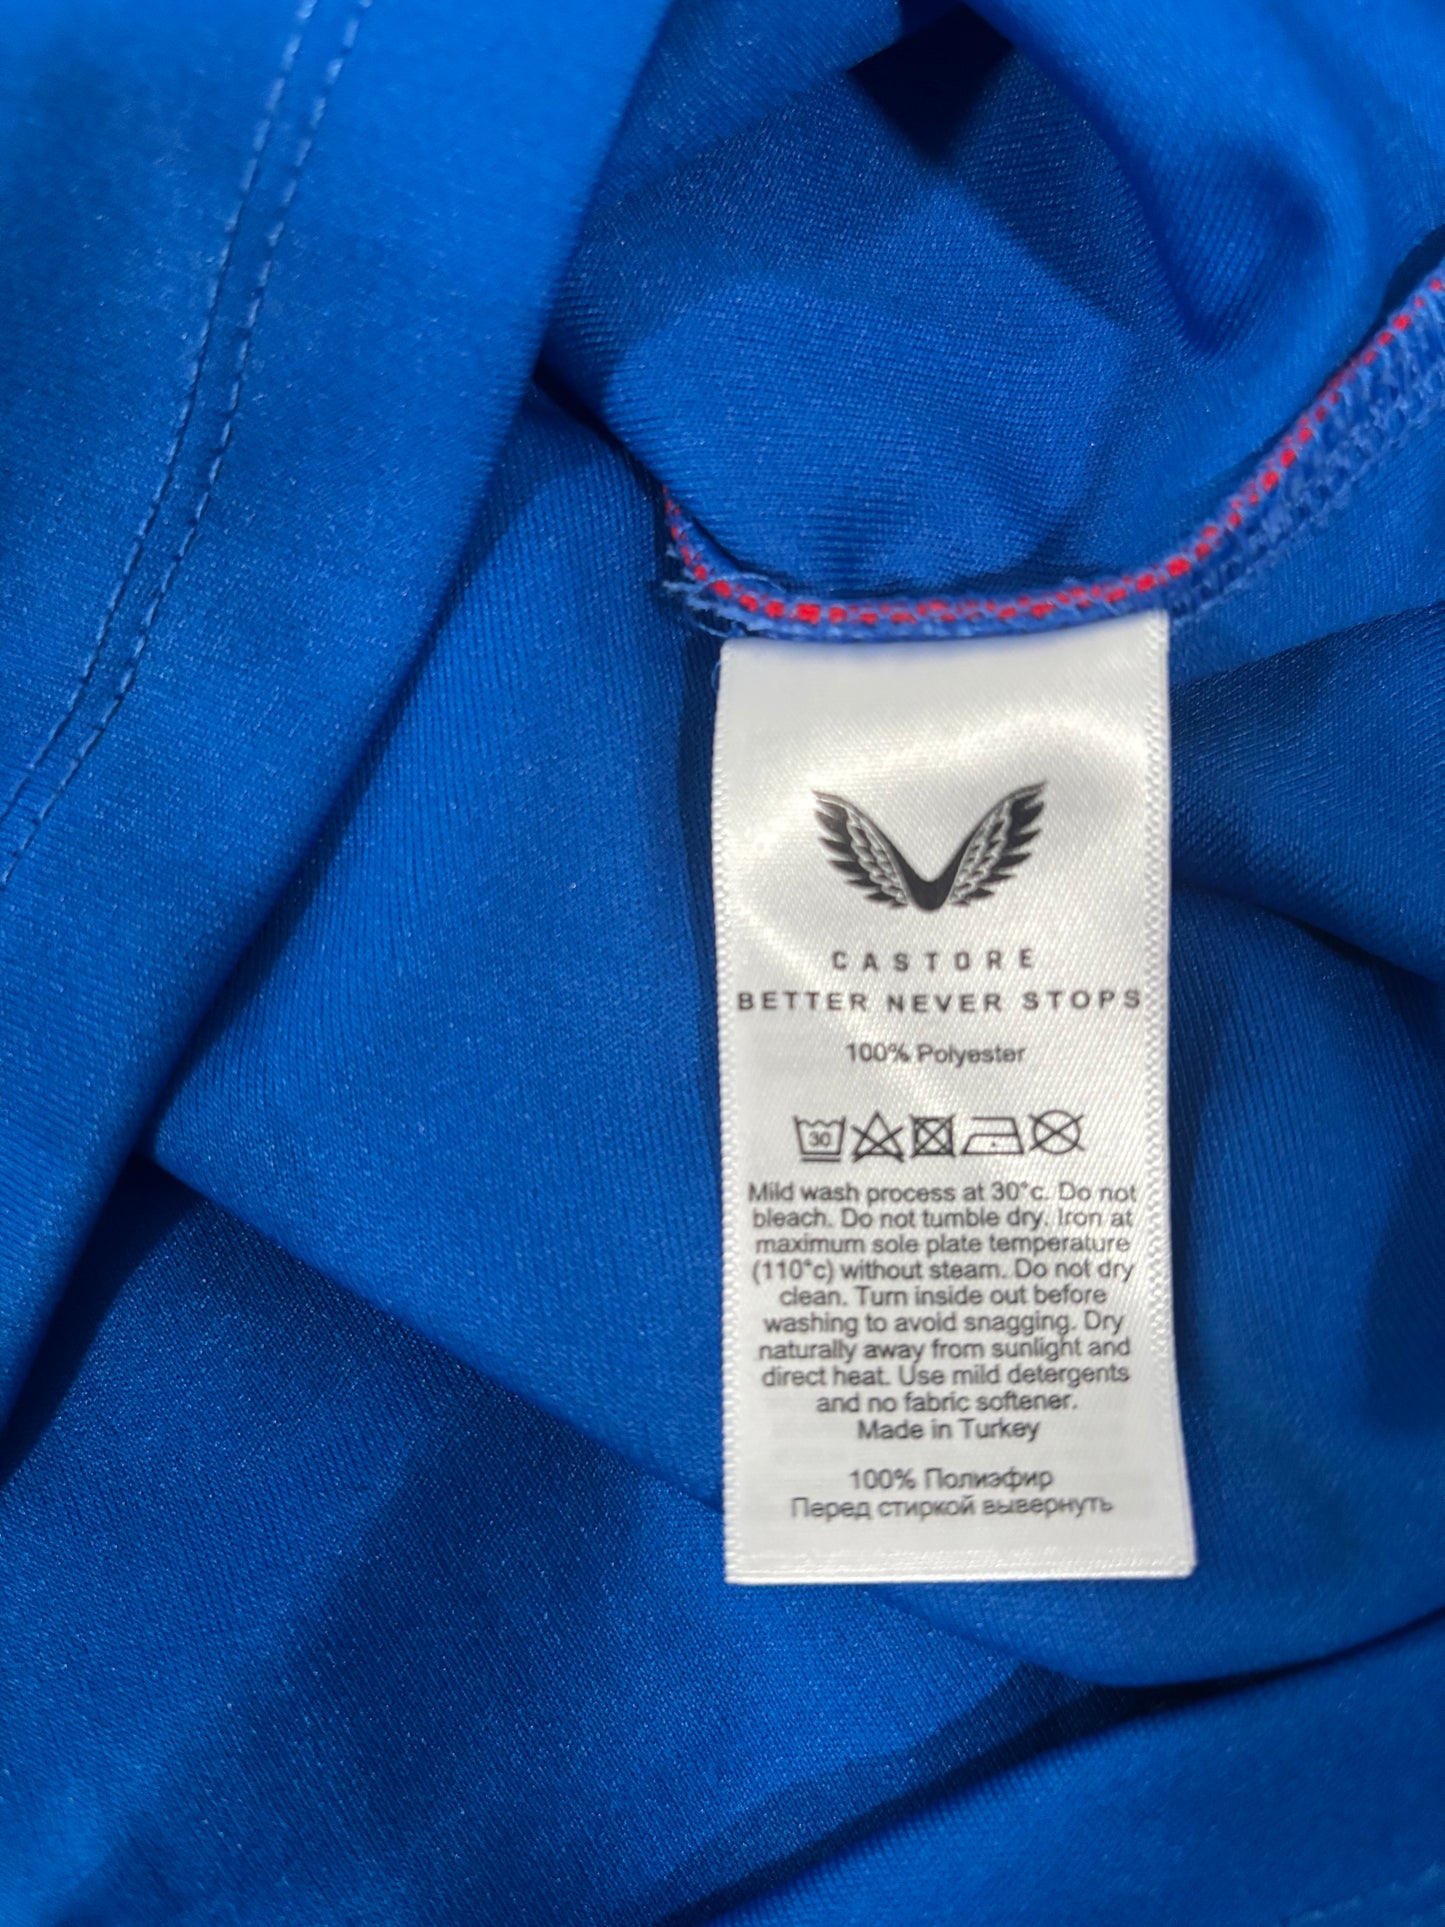 CASTORE
BETTER NEVER STOPS
100% Polyester
30
Mild wash process at 30°c. Do not
bleach. Do not tumble dry. Iron at
maximum sole plate temperature
(110°c) without steam. Do not dry
clean. Turn inside out before
washing to avoid snagging. Dry
naturally away from sunlight and
direct heat. Use mild detergents
and no fabric softener.
Made in Turkey
100% Полиэфир
Перед стиркой вывернуть